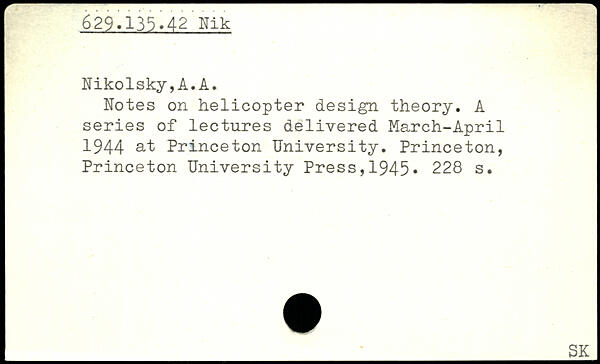 629.135.42 Nik
Nikolsky,A.A.
Notes on helicopter design theory. A
series of lectures delivered March-April
1944 at Princeton University. Princeton,
Princeton University Press,1945. 228 s.
SK